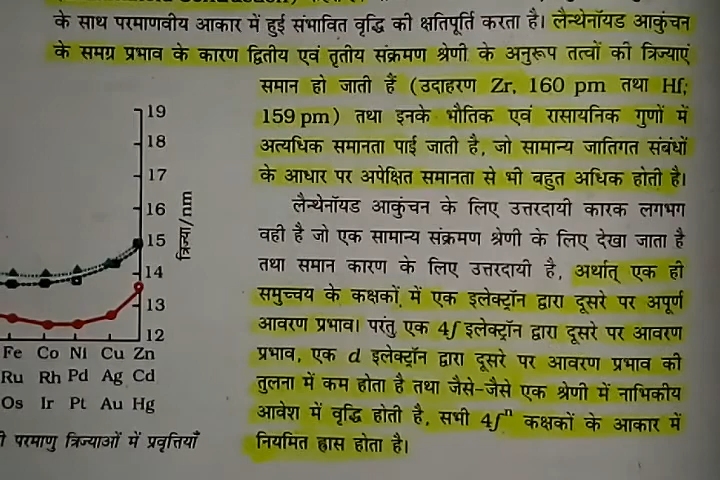 के साथ परमाणवीय आकार में हुई संभावित वृद्धि की क्षतिपूर्ति करता है। लैन्थेनॉयड आकुंचन
के समग्र प्रभाव के कारण द्वितीय एवं तृतीय संक्रमण श्रेणी के अनुरूप तत्वों की त्रिज्याएं
समान हो जाती हैं (उदाहरण Zr, 160 pm तथा Hf;
159 pm) तथा इनके भौतिक एवं रासायनिक गुणों में
अत्यधिक समानता पाई जाती है, जो सामान्य जातिगत संबंधों
के आधार पर अपेक्षित समानता से भी बहुत अधिक होती है।
लैन्थेनॉयड आकुंचन के लिए उत्तरदायी कारक लगभग
वही है जो एक सामान्य संक्रमण श्रेणी के लिए देखा जाता है
तथा समान कारण के लिए उत्तरदायी है, अर्थात् एक ही
समुच्चय के कक्षकों में एक इलेक्ट्रॉन द्वारा दूसरे पर अपूर्ण
आवरण प्रभाव। परंतु एक 4f इलेक्ट्रॉन द्वारा दूसरे पर आवरण
प्रभाव, एक d इलेक्ट्रॉन द्वारा दूसरे पर आवरण प्रभाव की
तुलना में कम होता है तथा जैसे-जैसे एक श्रेणी में नाभिकीय
आवेश में वृद्धि होती है, सभी 4fⁿ कक्षकों के आकार में
नियमित ह्रास होता है।
19
18
17
16
15
14
13
12
त्रिज्या/nm
Fe Co Ni Cu Zn
Ru Rh Pd Ag Cd
Os Ir Pt Au Hg
परमाणु त्रिज्याओं में प्रवृत्तियाँ